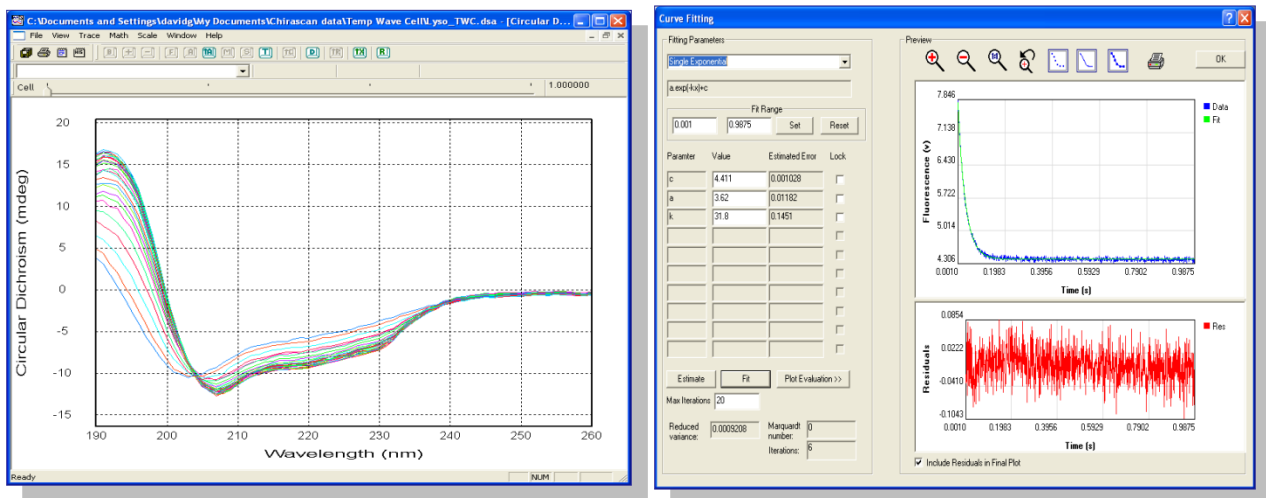 C:\Documents and Settings\davidg\My Documents\Chirascan data\Temp Wave Cell\Lyso_TWC.dsa - [Circular D...
File View Trace Math Scale Window Help
Cell 1.000000
20
15
10
5
0
-5
-10
-15
Circular Dichroism (mdeg)
190 200 210 220 230 240 250 260
Wavelength (nm)
Ready NUM
Curve Fitting
Fitting Parameters
Single Exponential
a.exp(-kx)+c
Fit Range
0.001 0.9875 Set Reset
Paramter Value Estimated Error Lock
c 4.411 0.001028
a 3.62 0.01182
k 31.8 0.1451
Estimate Fit Plot Evaluation >>
Max Iterations 20
Reduced variance: 0.0009208
Marquardt number: 0
Iterations: 6
Preview
OK
7.846
7.138
6.430
5.722
5.014
4.306
Fluorescence (v)
Data
Fit
0.0010 0.1983 0.3956 0.5929 0.7902 0.9875
Time (s)
0.0854
0.0222
-0.0410
-0.1043
Residuals
Res
0.0010 0.1983 0.3956 0.5929 0.7902 0.9875
Time (s)
Include Residuals in Final Plot